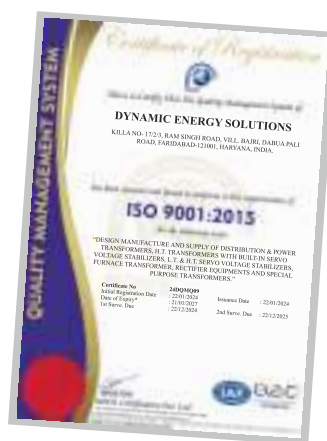 QUALITY MANAGEMENT SYSTEM
Certificate of Registration
DYNAMIC ENERGY SOLUTIONS
KILLA NO- 17/2/3, RAM SINGH ROAD, VILL. BAJRI, DABUA PALI
ROAD, FARIDABAD-121001, HARYANA, INDIA.
ISO 9001:2015
"DESIGN MANUFACTURE AND SUPPLY OF DISTRIBUTION & POWER
TRANSFORMERS, H.T. TRANSFORMERS WITH BUILT-IN SERVO
VOLTAGE STABILIZERS, L.T. & H.T. SERVO VOLTAGE STABILIZERS,
FURNACE TRANSFORMER, RECTIFIER EQUIPMENTS AND SPECIAL
PURPOSE TRANSFORMERS."
Certificate No 24DQMQ09
Initial Registration Date : 22/01/2024 Issuance Date : 22/01/2024
Date of Expiry* : 21/01/2027
1st Surve. Due : 22/12/2024 2nd Surve. Due : 22/12/2025
IAF